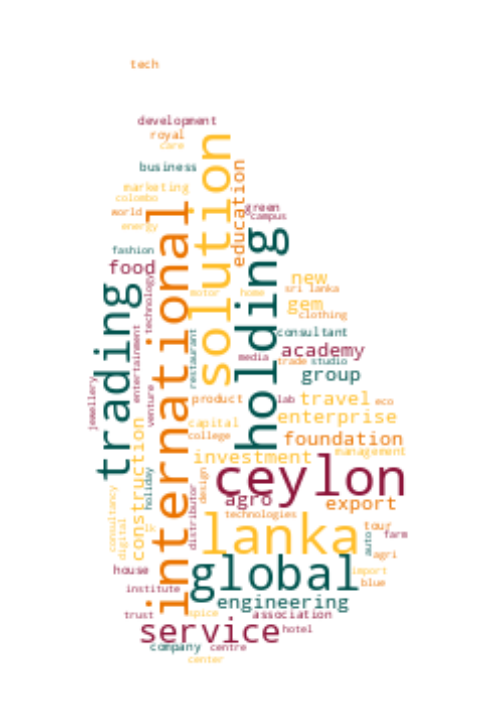 tech
development
royal
care
solution
business
education
marketing
colombo
international
green
world
campus
energy
holding
fashion
food
new
technology
sri lanka
trading
motor
home
gem
clothing
entertainment
restaurant
consultant
academy
media
trade studio
group
jewellery
venture
product
lab
travel
eco
enterprise
capital
construction
college
foundation
investment
management
ceylon
holiday
design
agro
export
consultancy
distributor
technologies
digital
lk
lanka
tour
farm
auto
agri
global
house
import
blue
institute
engineering
trust
spice
association
service
hotel
company
centre
center